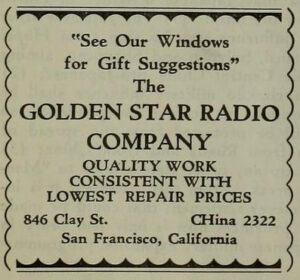 "See Our Windows
for Gift Suggestions"
The
GOLDEN STAR RADIO
COMPANY
QUALITY WORK
CONSISTENT WITH
LOWEST REPAIR PRICES
846 Clay St. CHina 2322
San Francisco, California